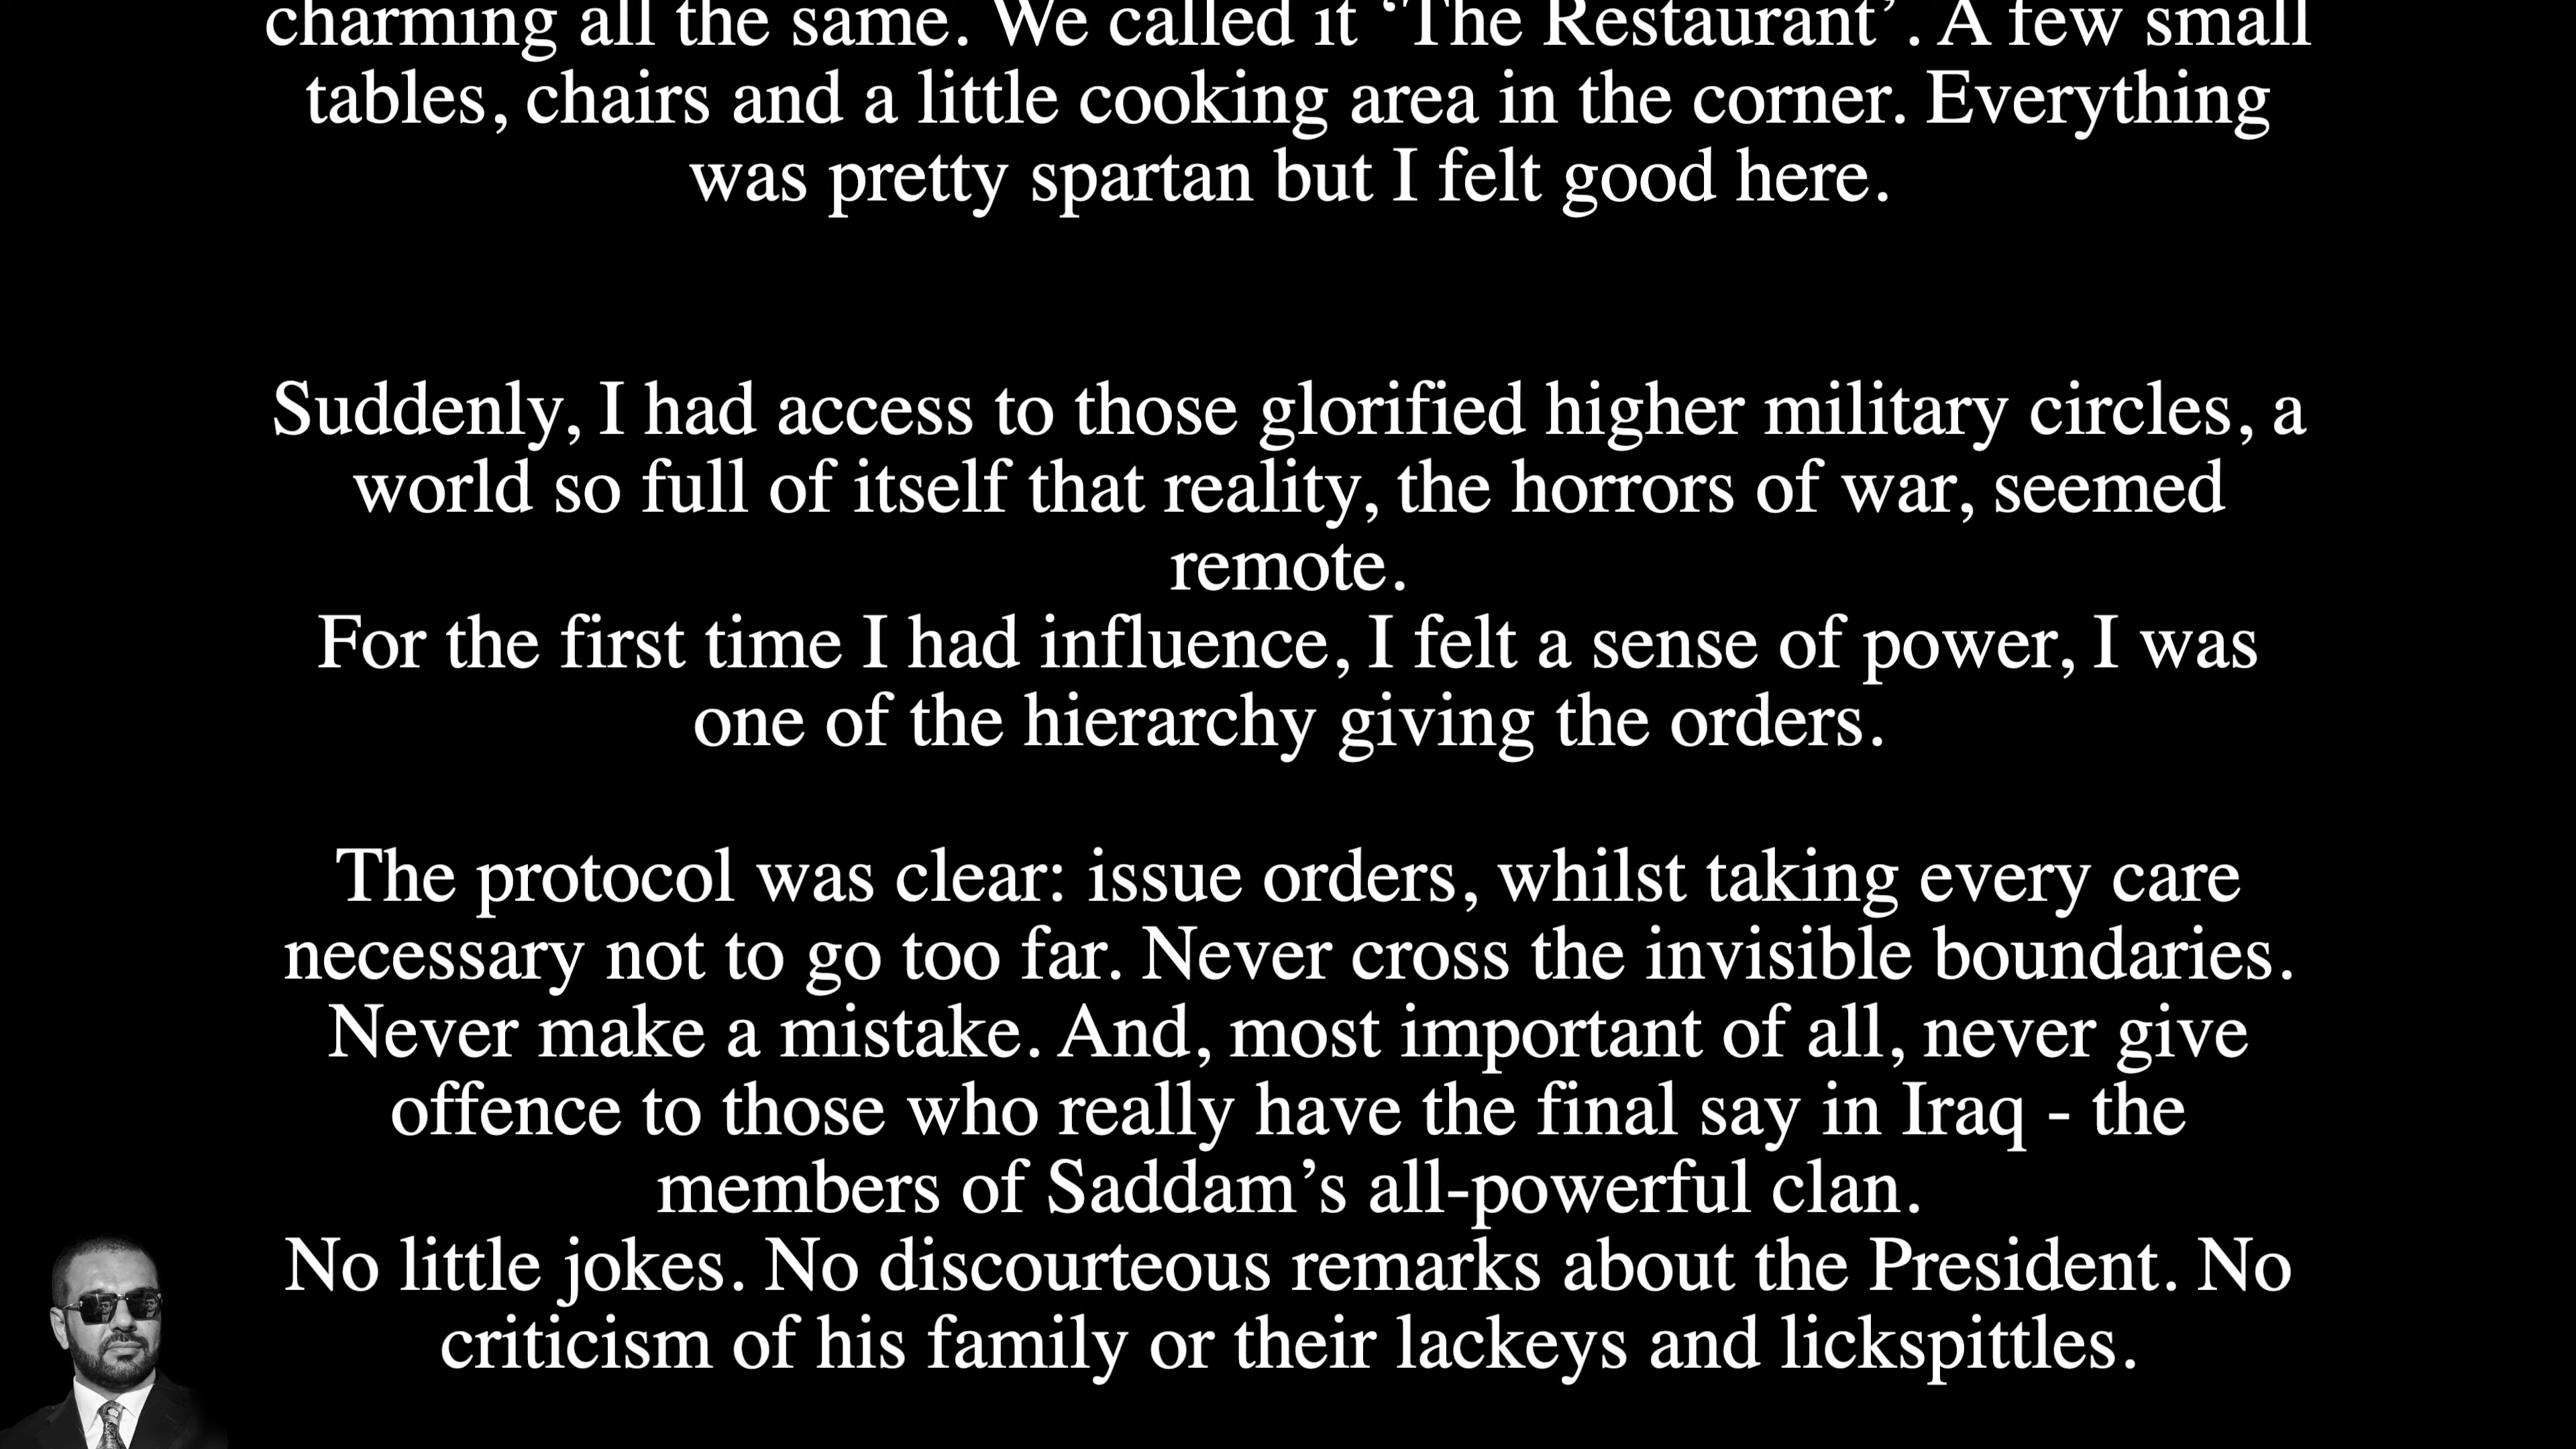 charming all the same. We called it ‘The Restaurant’. A few small
tables, chairs and a little cooking area in the corner. Everything
was pretty spartan but I felt good here.
Suddenly, I had access to those glorified higher military circles, a
world so full of itself that reality, the horrors of war, seemed
remote.
For the first time I had influence, I felt a sense of power, I was
one of the hierarchy giving the orders.
The protocol was clear: issue orders, whilst taking every care
necessary not to go too far. Never cross the invisible boundaries.
Never make a mistake. And, most important of all, never give
offence to those who really have the final say in Iraq - the
members of Saddam’s all-powerful clan.
No little jokes. No discourteous remarks about the President. No
criticism of his family or their lackeys and lickspittles.